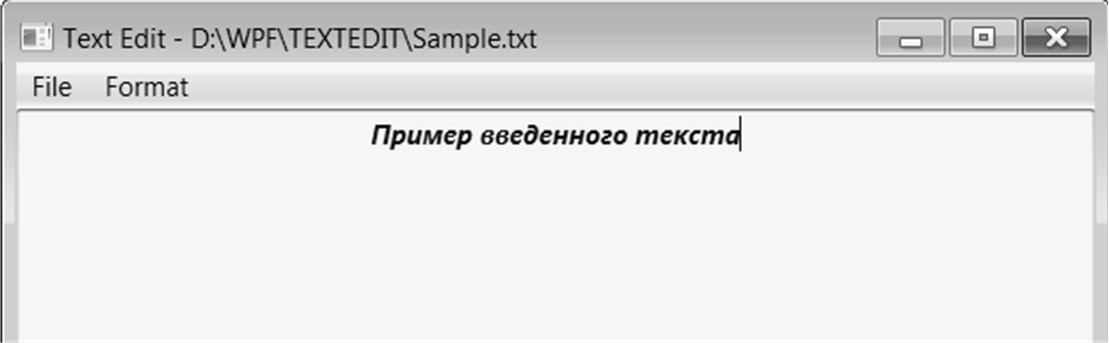 Text Edit - D:\WPF\TEXTEDIT\Sample.txt
File Format
Пример введенного текста